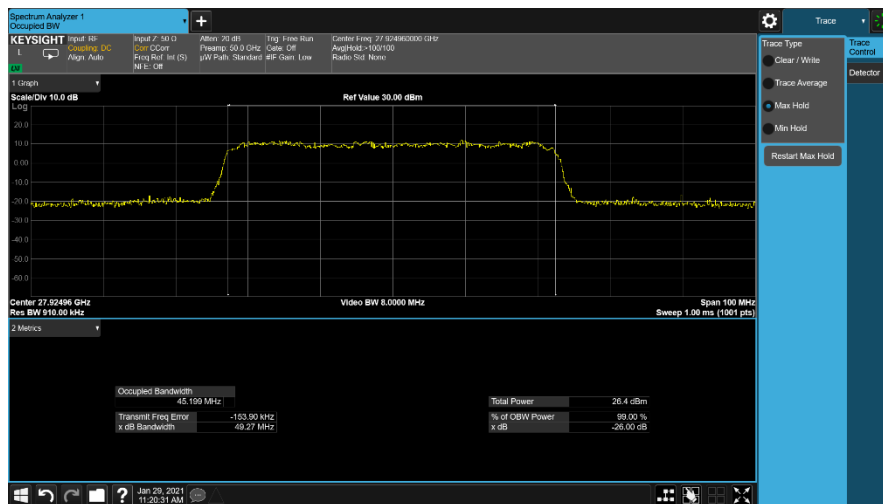 Spectrum Analyzer 1
Occupied BW
+
Trace
KEYSIGHT
L
Input: RF
Coupling: DC
Align: Auto
Input Z: 50 Ω
Corr CCorr
Freq Ref: Int (S)
NFE: Off
Atten: 20 dB
Preamp: 50.0 GHz
µW Path: Standard
Trig: Free Run
Gate: Off
#IF Gain: Low
Center Freq: 27.924960000 GHz
Avg|Hold:>100/100
Radio Std: None
1 Graph
Scale/Div 10.0 dB
Ref Value 30.00 dBm
Log
20.0
10.0
0.00
-10.0
-20.0
-30.0
-40.0
-50.0
-60.0
Center 27.92496 GHz
Video BW 8.0000 MHz
Span 100 MHz
Res BW 910.00 kHz
Sweep 1.00 ms (1001 pts)
2 Metrics
Occupied Bandwidth
45.199 MHz
Transmit Freq Error -153.90 kHz
x dB Bandwidth 49.27 MHz
Total Power 26.4 dBm
% of OBW Power 99.00 %
x dB -26.00 dB
Trace Type
Clear / Write
Trace Average
Max Hold
Min Hold
Restart Max Hold
Trace
Control
Detector
?
Jan 29, 2021
11:20:31 AM